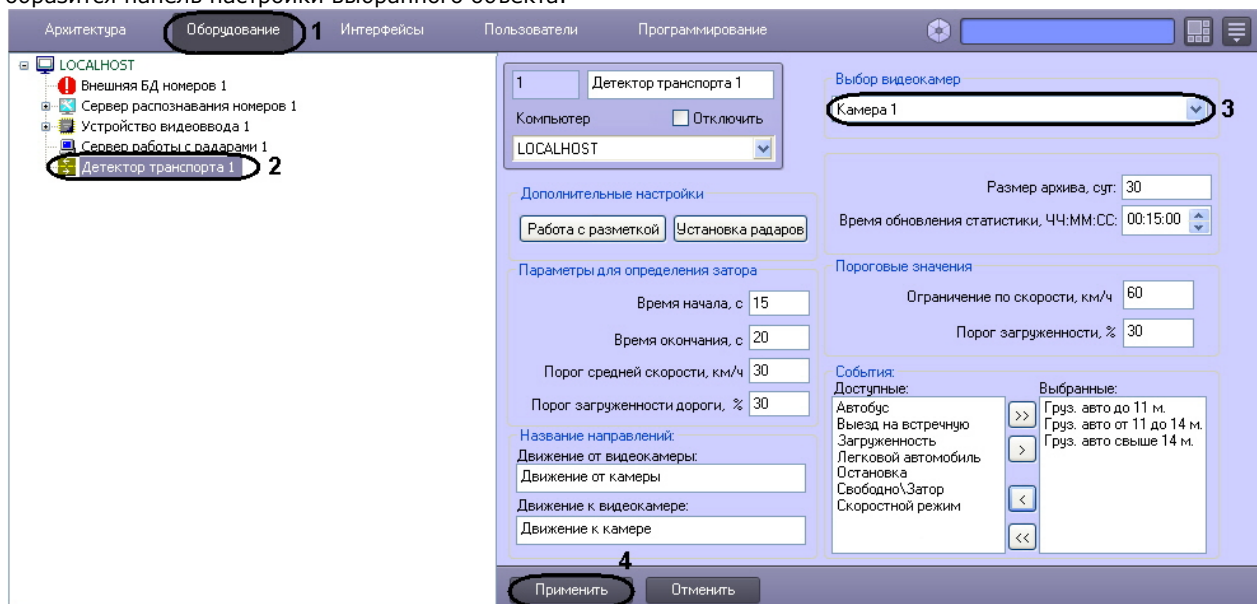 образится панель настройки выбранного объекта.
Архитектура Оборудование 1 Интерфейсы Пользователи Программирование
LOCALHOST
Внешняя БД номеров 1
Сервер распознавания номеров 1
Устройство видеоввода 1
Сервер работы с радарами 1
Детектор транспорта 1 2
1 Детектор транспорта 1
Компьютер Отключить
LOCALHOST
Дополнительные настройки
Работа с разметкой Установка радаров
Параметры для определения затора
Время начала, с 15
Время окончания, с 20
Порог средней скорости, км/ч 30
Порог загруженности дороги, % 30
Название направлений:
Движение от видеокамеры:
Движение от камеры
Движение к видеокамере:
Движение к камере
Выбор видеокамер
Камера 1 3
Размер архива, сут: 30
Время обновления статистики, ЧЧ:ММ:СС: 00:15:00
Пороговые значения
Ограничение по скорости, км/ч 60
Порог загруженности, % 30
События:
Доступные:
Автобус
Выезд на встречную
Загруженность
Легковой автомобиль
Остановка
Свободно\Затор
Скоростной режим
>>
>
<
<<
Выбранные:
Груз. авто до 11 м.
Груз. авто от 11 до 14 м.
Груз. авто свыше 14 м.
4
Применить Отменить